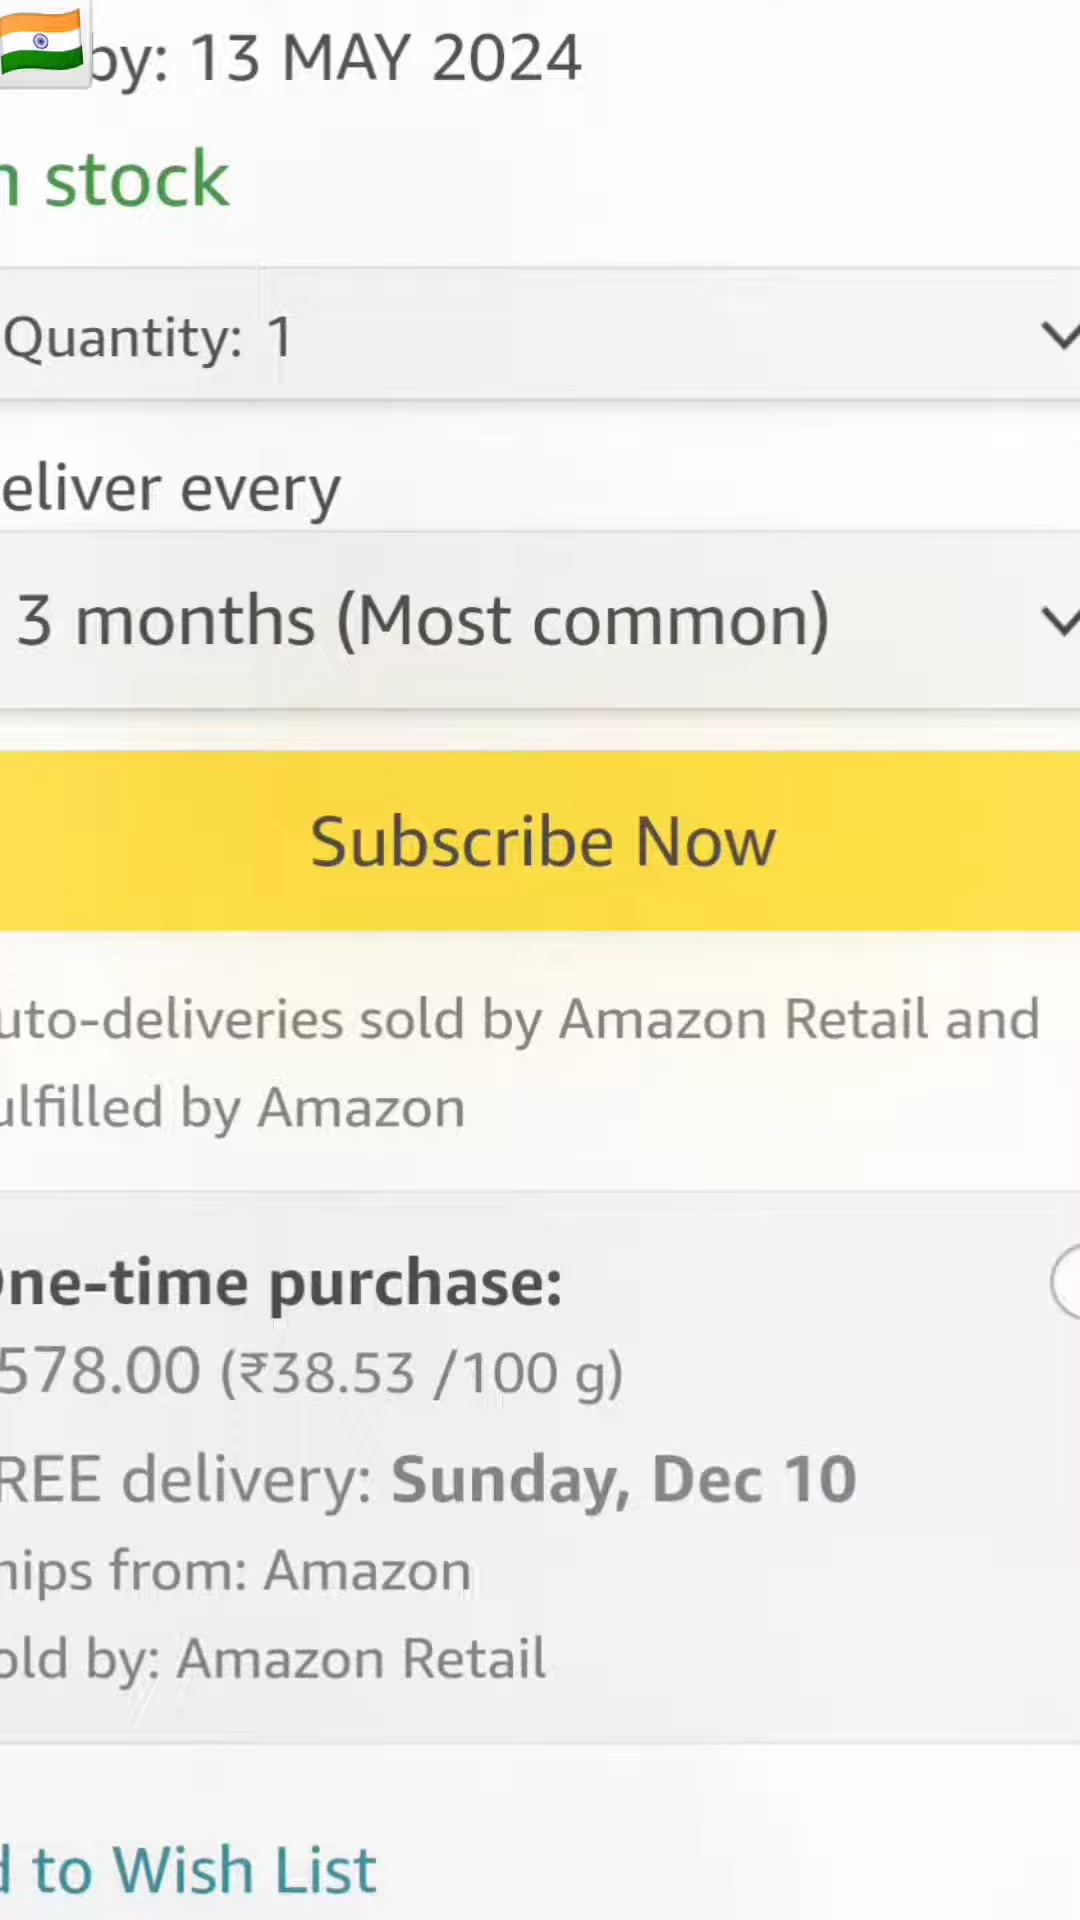 by: 13 MAY 2024
n stock
Quantity: 1
eliver every
3 months (Most common)
Subscribe Now
uto-deliveries sold by Amazon Retail and
ulfilled by Amazon
One-time purchase:
578.00 (₹38.53 /100 g)
REE delivery: Sunday, Dec 10
hips from: Amazon
old by: Amazon Retail
d to Wish List